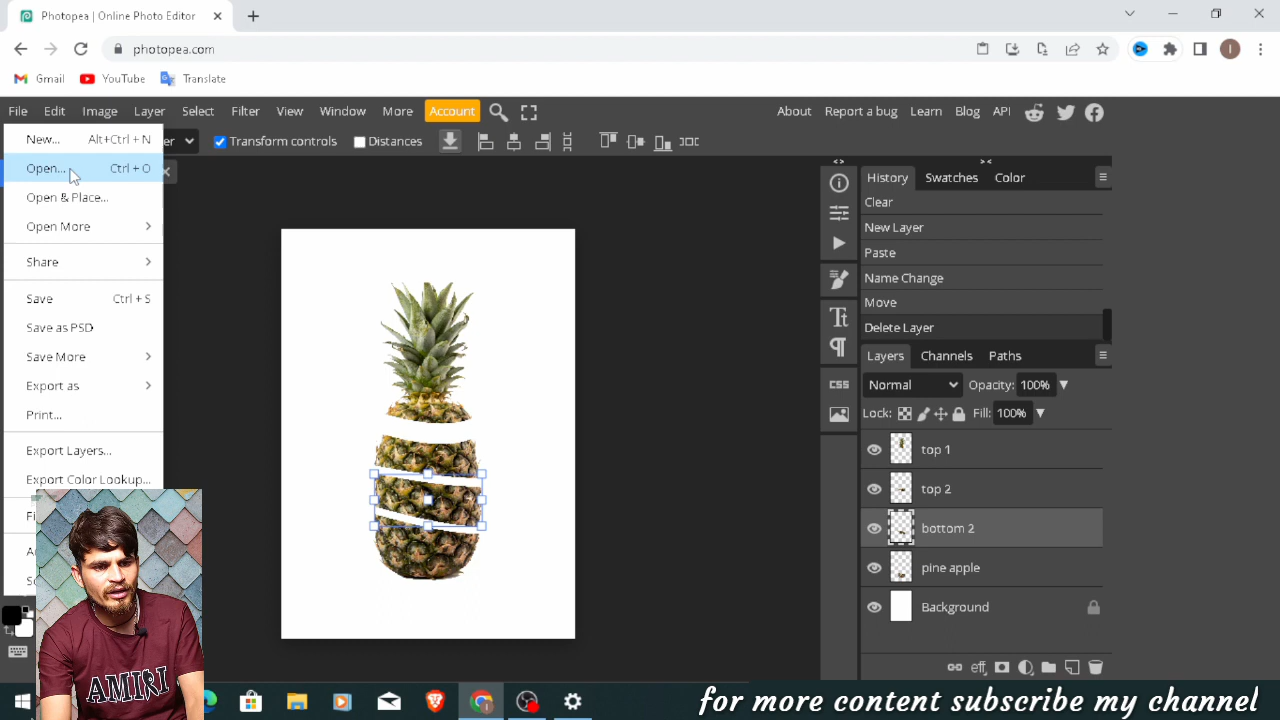 Photopea | Online Photo Editor
photopea.com
Gmail YouTube Translate
File Edit Image Layer Select Filter View Window More Account About Report a bug Learn Blog API
Transform controls Distances
New... Alt+Ctrl + N
Open... Ctrl + O
Open & Place...
Open More
Share
Save Ctrl + S
Save as PSD
Save More
Export as
Print...
Export Layers...
Export Color Lookup...
History Swatches Color
Clear
New Layer
Paste
Name Change
Move
Delete Layer
Layers Channels Paths
Normal Opacity: 100%
Lock: Fill: 100%
top 1
top 2
bottom 2
pine apple
Background
CSS
eff
AMIRI
for more content subscribe my channel